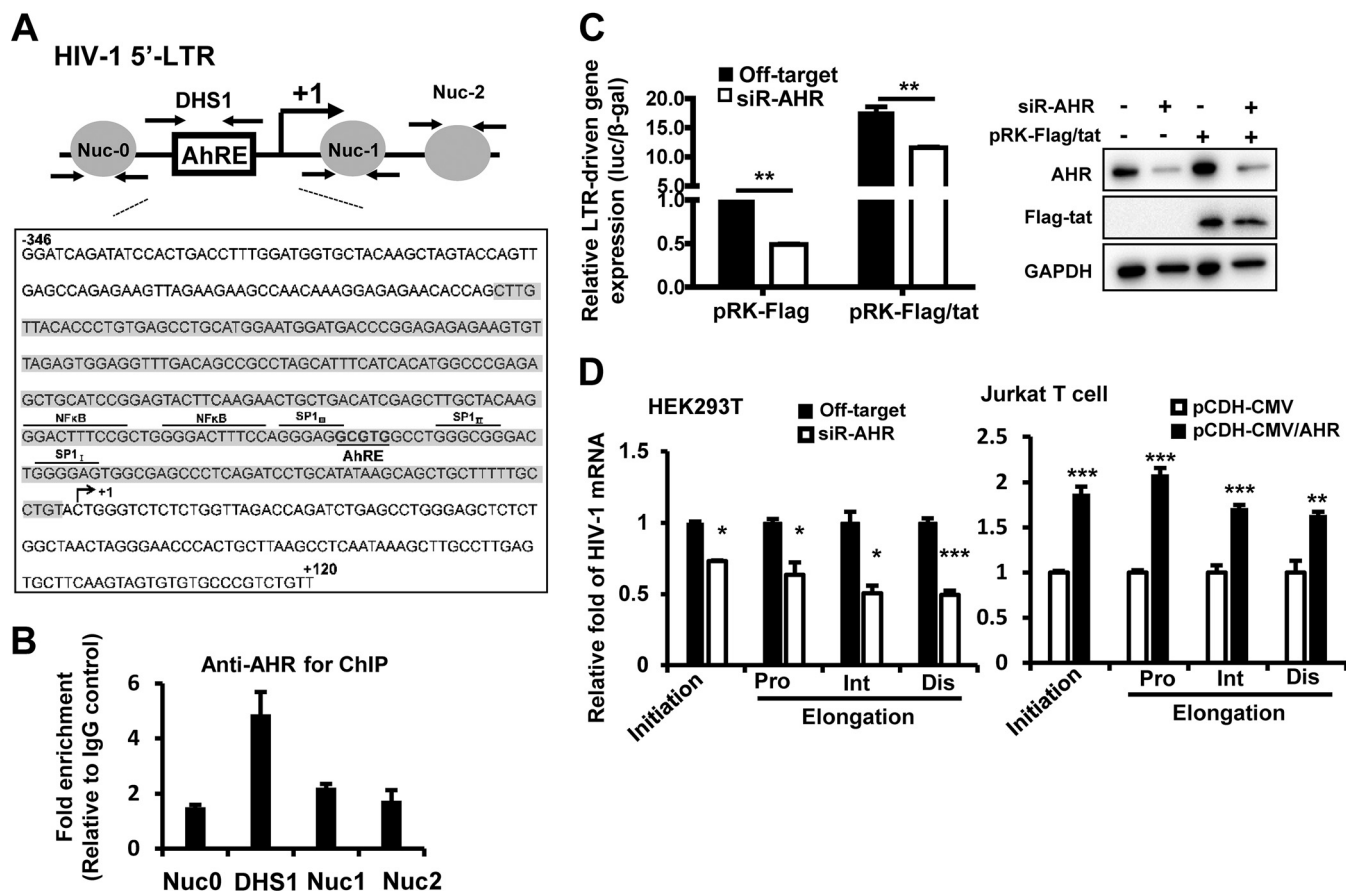 A
HIV-1 5'-LTR
DHS1
+1
Nuc-2
Nuc-0
AhRE
Nuc-1
-346
GGATCAGATATCCACTGACCTTTGGATGGTGCTACAAGCTAGTACCAGTT
GAGCCAGAGAAGTTAGAAGAAGCCAACAAAGGAGAGAACACCAGCTTG
TTACACCCTGTGAGCCTGCATGGAATGGATGACCCGGAGAGAGAAGTGT
TAGAGTGGAGGTTTGACAGCCGCCTAGCATTTCATCACATGGCCCGAGA
GCTGCATCCGGAGTACTTCAAGAACTGCTGACATCGAGCTTGCTACAAG
NFκB NFκB SP1III SP1II
GGACTTTCCGCTGGGGACTTTCCAGGGAGGCGTGGCCTGGGCGGGAC
SP1I AhRE
TGGGGAGTGGCGAGCCCTCAGATCCTGCATATAAGCAGCTGCTTTTTGC
+1
CTGTACTGGGTCTCTCTGGTTAGACCAGATCTGAGCCTGGGAGCTCTCT
GGCTAACTAGGGAACCCACTGCTTAAGCCTCAATAAAGCTTGCCTTGAG
+120
TGCTTCAAGTAGTGTGTGCCCGTCTGTT
B
Anti-AHR for ChIP
Fold enrichment
(Relative to IgG control)
6
4
2
0
Nuc0 DHS1 Nuc1 Nuc2
C
Relative LTR-driven gene
expression (luc/β-gal)
Off-target
siR-AHR
20.0
15.0
10.0
5.0
1.0
0.5
0.0
**
**
pRK-Flag pRK-Flag/tat
siR-AHR - + - +
pRK-Flag/tat - - + +
AHR
Flag-tat
GAPDH
D
Relative fold of HIV-1 mRNA
HEK293T
Off-target
siR-AHR
1.5
1
0.5
0
* * * ***
Initiation Pro Int Dis
Elongation
Jurkat T cell
pCDH-CMV
pCDH-CMV/AHR
2.5
2
1.5
1
0.5
0
*** *** *** **
Initiation Pro Int Dis
Elongation